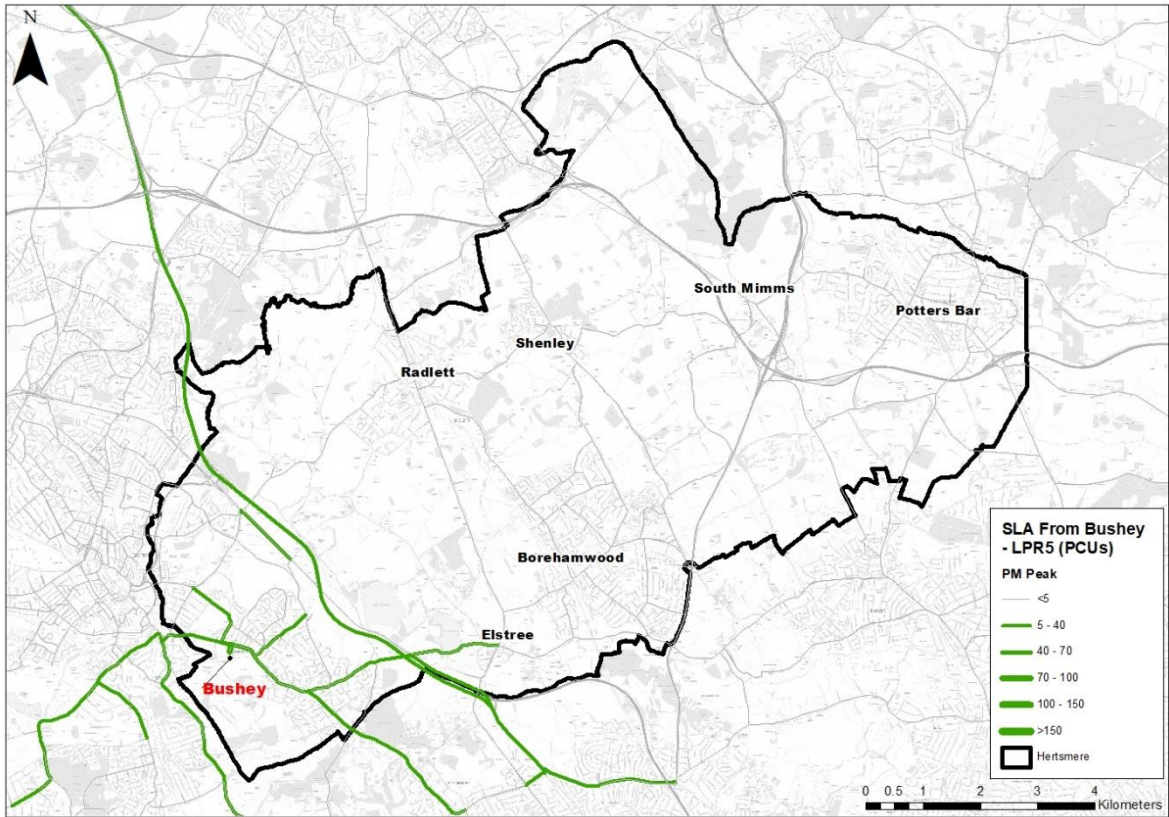 N
South Mimms
Potters Bar
Shenley
Radlett
Borehamwood
Elstree
Bushey
SLA From Bushey
- LPR5 (PCUs)
PM Peak
<5
5 - 40
40 - 70
70 - 100
100 - 150
>150
Hertsmere
0 0.5 1 2 3 4
Kilometers